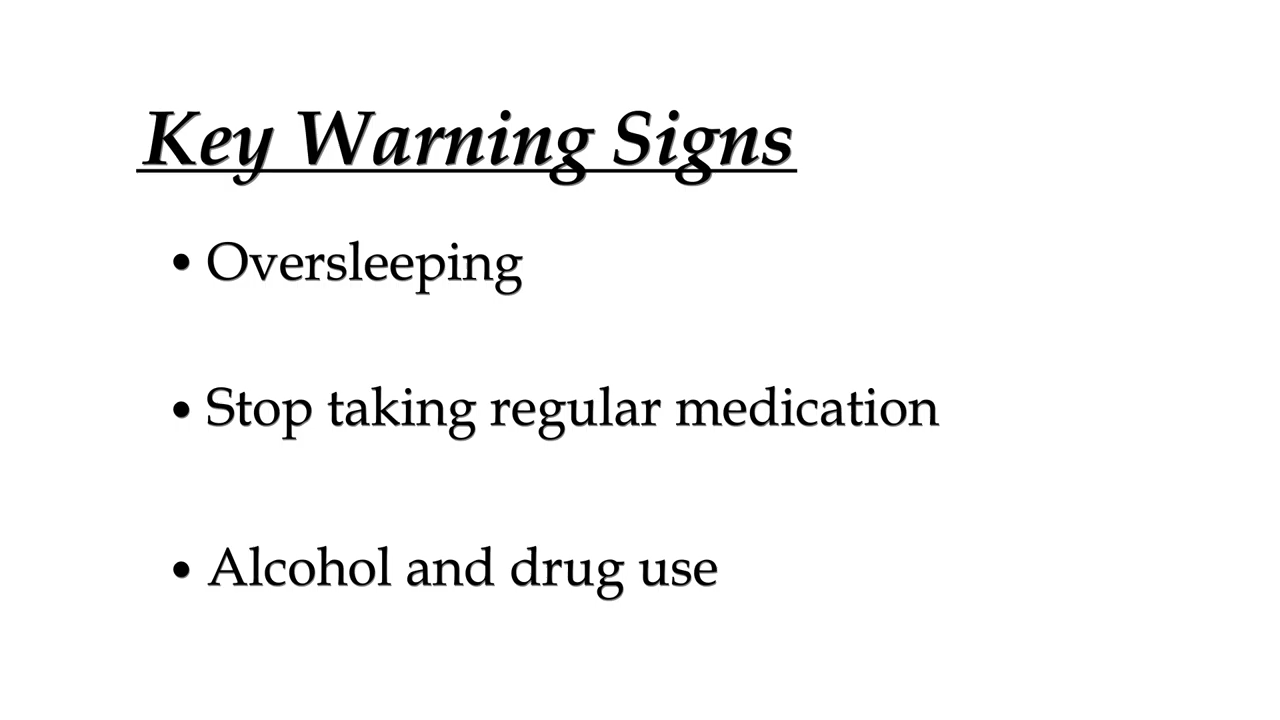 Key Warning Signs
• Oversleeping
• Stop taking regular medication
• Alcohol and drug use